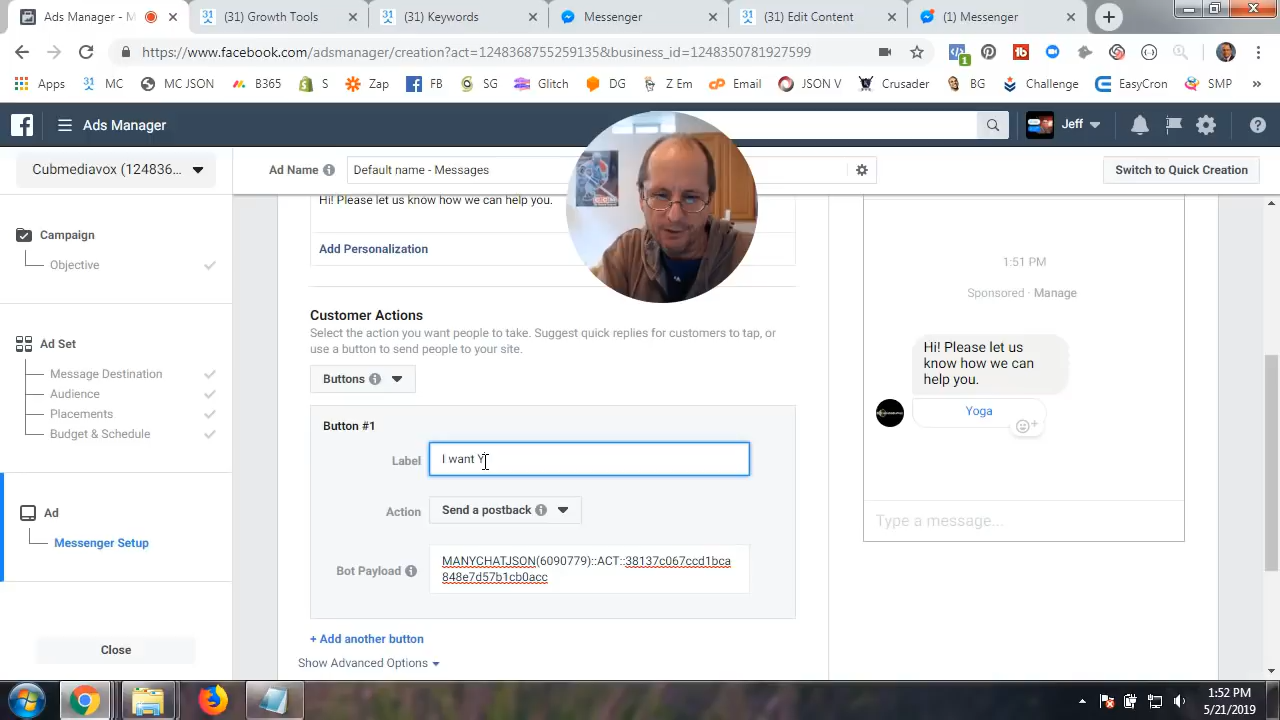 Ads Manager - M
(31) Growth Tools
(31) Keywords
Messenger
(31) Edit Content
(1) Messenger
https://www.facebook.com/adsmanager/creation?act=1248368755259135&business_id=1248350781927599
1
Apps
MC
MC JSON
B365
S
Zap
FB
SG
Glitch
DG
Z Em
Email
JSON V
Crusader
BG
Challenge
EasyCron
SMP
»
Ads Manager
Jeff
Cubmediavox (124836...
Ad Name
Default name - Messages
Switch to Quick Creation
Hi! Please let us know how we can help you.
Add Personalization
Campaign
Objective
Ad Set
Message Destination
Audience
Placements
Budget & Schedule
Ad
Messenger Setup
Close
Customer Actions
Select the action you want people to take. Suggest quick replies for customers to tap, or
use a button to send people to your site.
Buttons
Button #1
Label
I want Y
Action
Send a postback
Bot Payload
MANYCHATJSON(6090779)::ACT::38137c067ccd1bca
848e7d57b1cb0acc
+ Add another button
Show Advanced Options
1:51 PM
Sponsored · Manage
Hi! Please let us
know how we can
help you.
Yoga
Type a message...
1:52 PM
5/21/2019